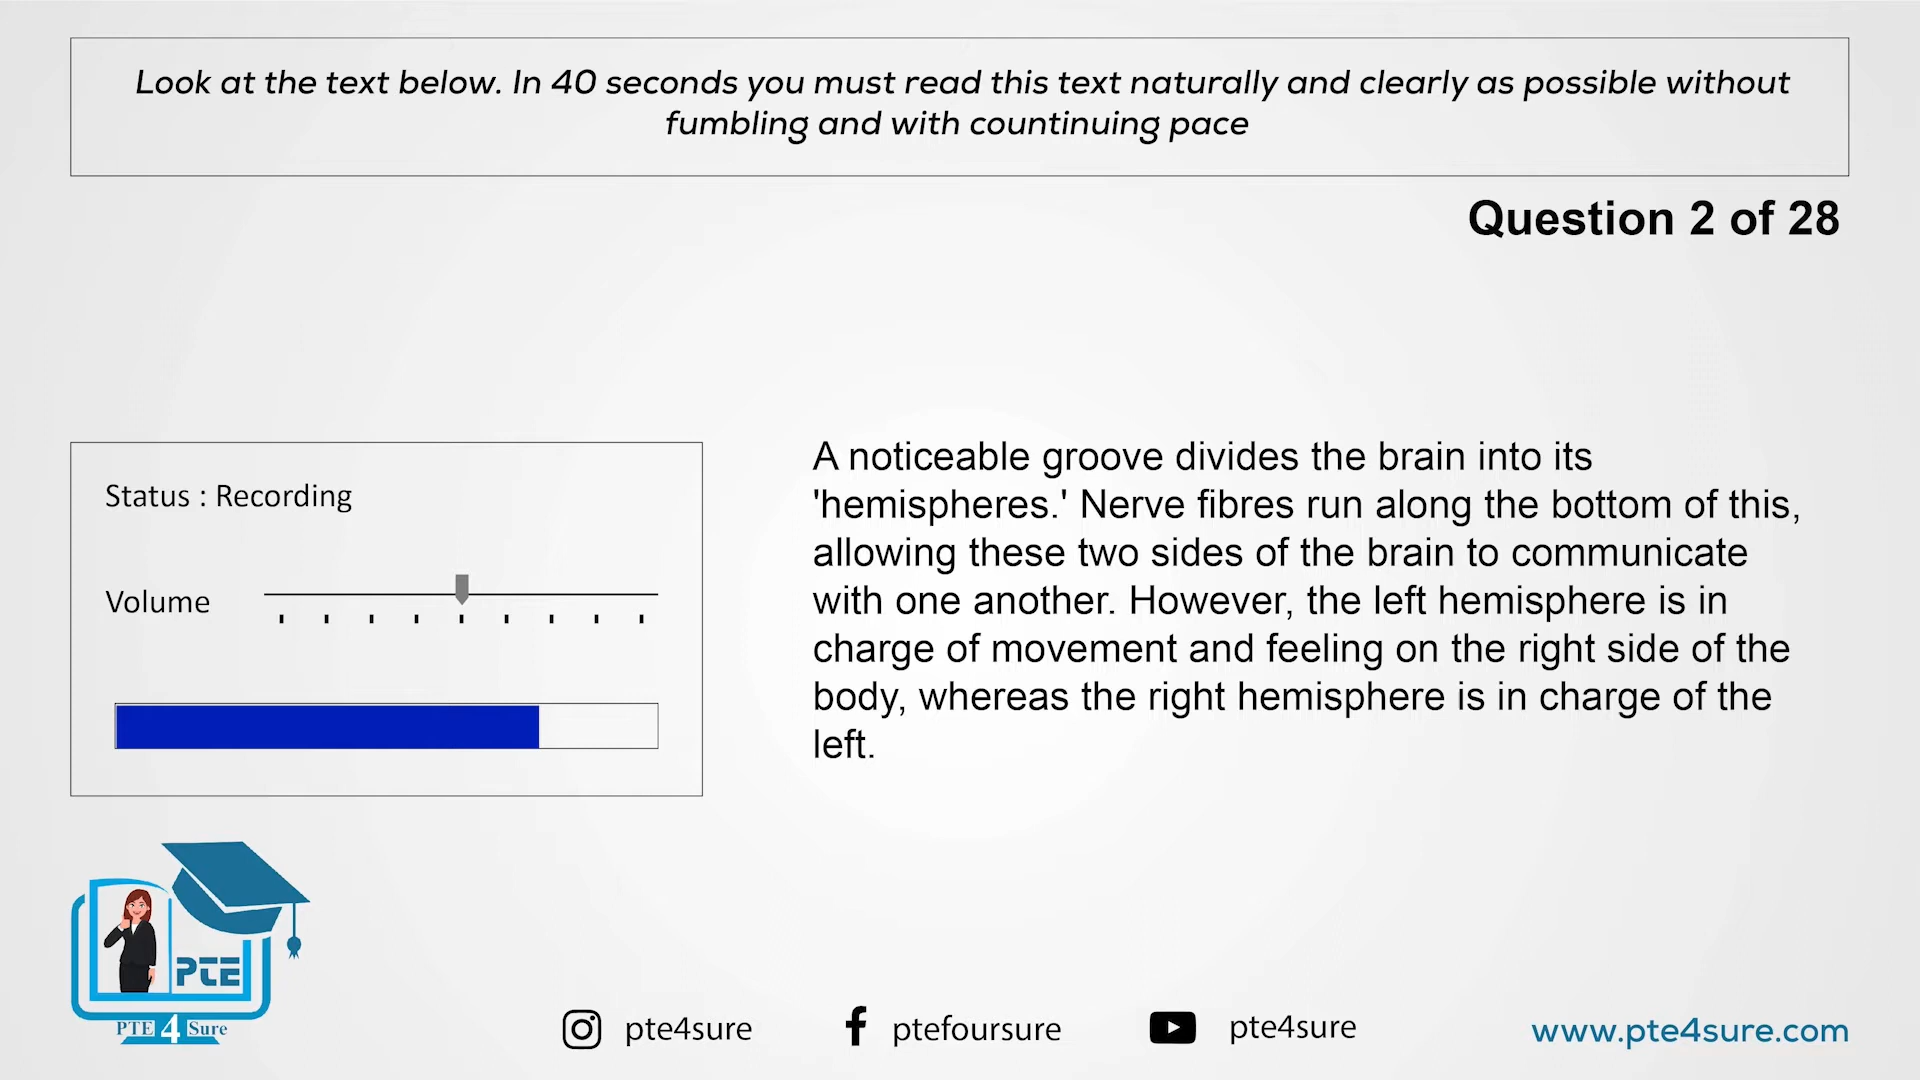 Look at the text below. In 40 seconds you must read this text naturally and clearly as possible without
fumbling and with countinuing pace
Question 2 of 28
Status : Recording
Volume
A noticeable groove divides the brain into its
'hemispheres.' Nerve fibres run along the bottom of this,
allowing these two sides of the brain to communicate
with one another. However, the left hemisphere is in
charge of movement and feeling on the right side of the
body, whereas the right hemisphere is in charge of the
left.
PTE
PTE 4 Sure
pte4sure
ptefoursure
pte4sure
www.pte4sure.com